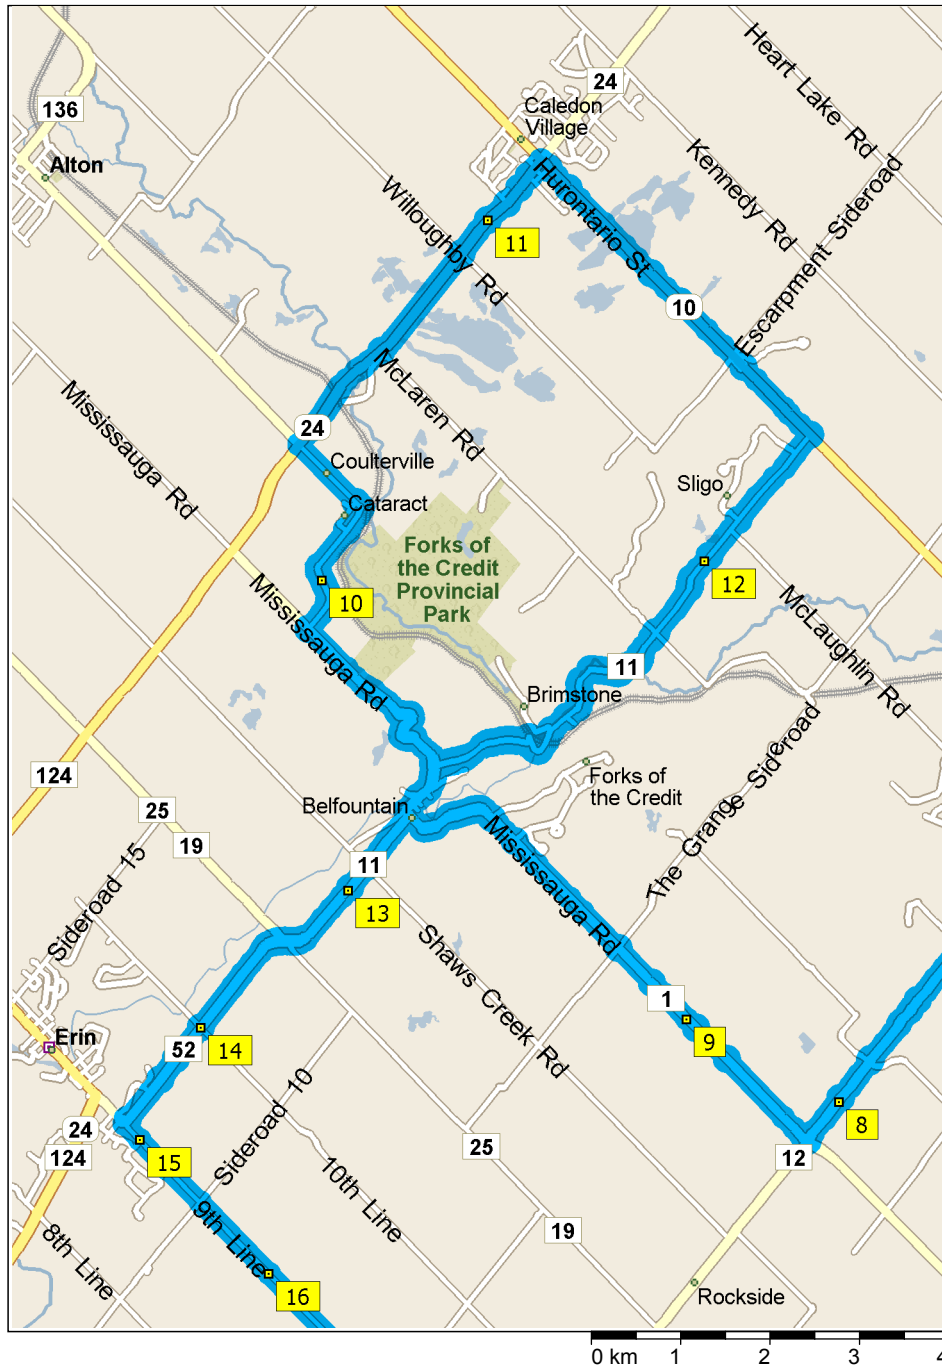 Heart Lake Rd
24
Caledon
Village
136
Alton
Kennedy Rd
Hurontario St
Escarpment Sideroad
Willoughby Rd
11
10
McLaren Rd
Mississauga Rd
24
Coulterville
Sligo
Cataract
Forks of
the Credit
Provincial
Park
12
10
Mississauga Rd
McLaughlin Rd
11
Brimstone
The Grange Sideroad
124
Forks of
the Credit
25
Belfountain
19
11
Mississauga Rd
Sideroad 15
13
Shaws Creek Rd
1
9
Erin
52
14
Sideroad 10
8
24
124
15
25
12
10th Line
9th Line
19
8th Line
16
Rockside
0 km 1 2 3 4